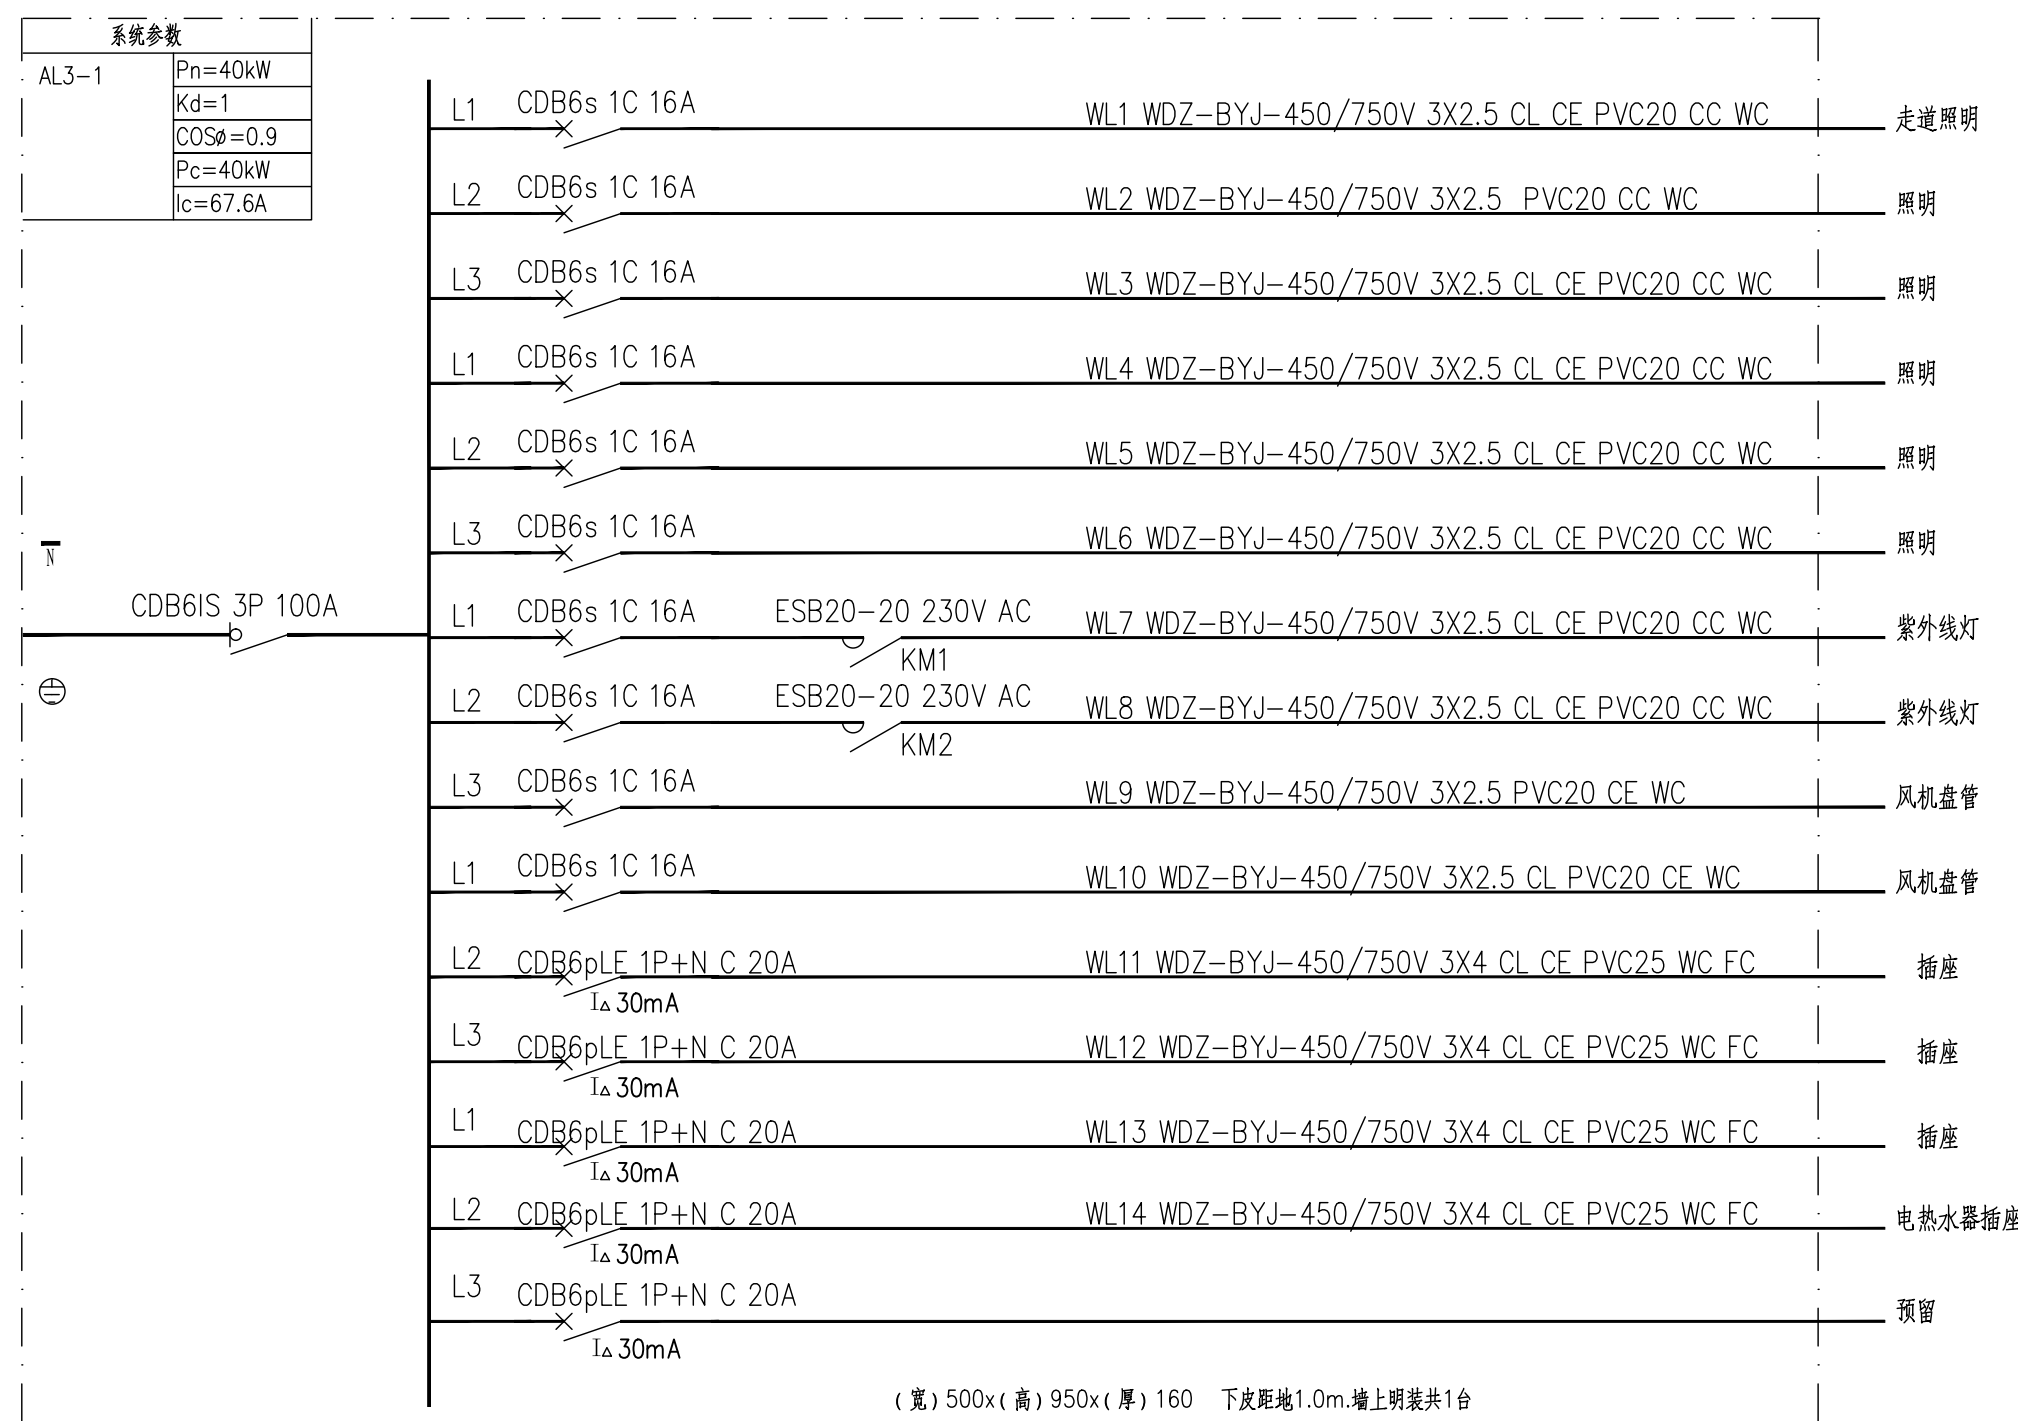 系统参数
AL3-1
Pn=40kW
Kd=1
COSø=0.9
Pc=40kW
Ic=67.6A
L1 CDB6s 1C 16A WL1 WDZ-BYJ-450/750V 3X2.5 CL CE PVC20 CC WC 走道照明
L2 CDB6s 1C 16A WL2 WDZ-BYJ-450/750V 3X2.5 PVC20 CC WC 照明
L3 CDB6s 1C 16A WL3 WDZ-BYJ-450/750V 3X2.5 CL CE PVC20 CC WC 照明
L1 CDB6s 1C 16A WL4 WDZ-BYJ-450/750V 3X2.5 CL CE PVC20 CC WC 照明
L2 CDB6s 1C 16A WL5 WDZ-BYJ-450/750V 3X2.5 CL CE PVC20 CC WC 照明
L3 CDB6s 1C 16A WL6 WDZ-BYJ-450/750V 3X2.5 CL CE PVC20 CC WC 照明
N
CDB6IS 3P 100A
L1 CDB6s 1C 16A ESB20-20 230V AC WL7 WDZ-BYJ-450/750V 3X2.5 CL CE PVC20 CC WC 紫外线灯
KM1
L2 CDB6s 1C 16A ESB20-20 230V AC WL8 WDZ-BYJ-450/750V 3X2.5 CL CE PVC20 CC WC 紫外线灯
KM2
L3 CDB6s 1C 16A WL9 WDZ-BYJ-450/750V 3X2.5 PVC20 CE WC 风机盘管
L1 CDB6s 1C 16A WL10 WDZ-BYJ-450/750V 3X2.5 CL PVC20 CE WC 风机盘管
L2 CDB6pLE 1P+N C 20A WL11 WDZ-BYJ-450/750V 3X4 CL CE PVC25 WC FC 插座
I△ 30mA
L3 CDB6pLE 1P+N C 20A WL12 WDZ-BYJ-450/750V 3X4 CL CE PVC25 WC FC 插座
I△ 30mA
L1 CDB6pLE 1P+N C 20A WL13 WDZ-BYJ-450/750V 3X4 CL CE PVC25 WC FC 插座
I△ 30mA
L2 CDB6pLE 1P+N C 20A WL14 WDZ-BYJ-450/750V 3X4 CL CE PVC25 WC FC 电热水器插座
I△ 30mA
L3 CDB6pLE 1P+N C 20A 预留
I△ 30mA
(宽)500x(高)950x(厚)160 下皮距地1.0m.墙上明装共1台